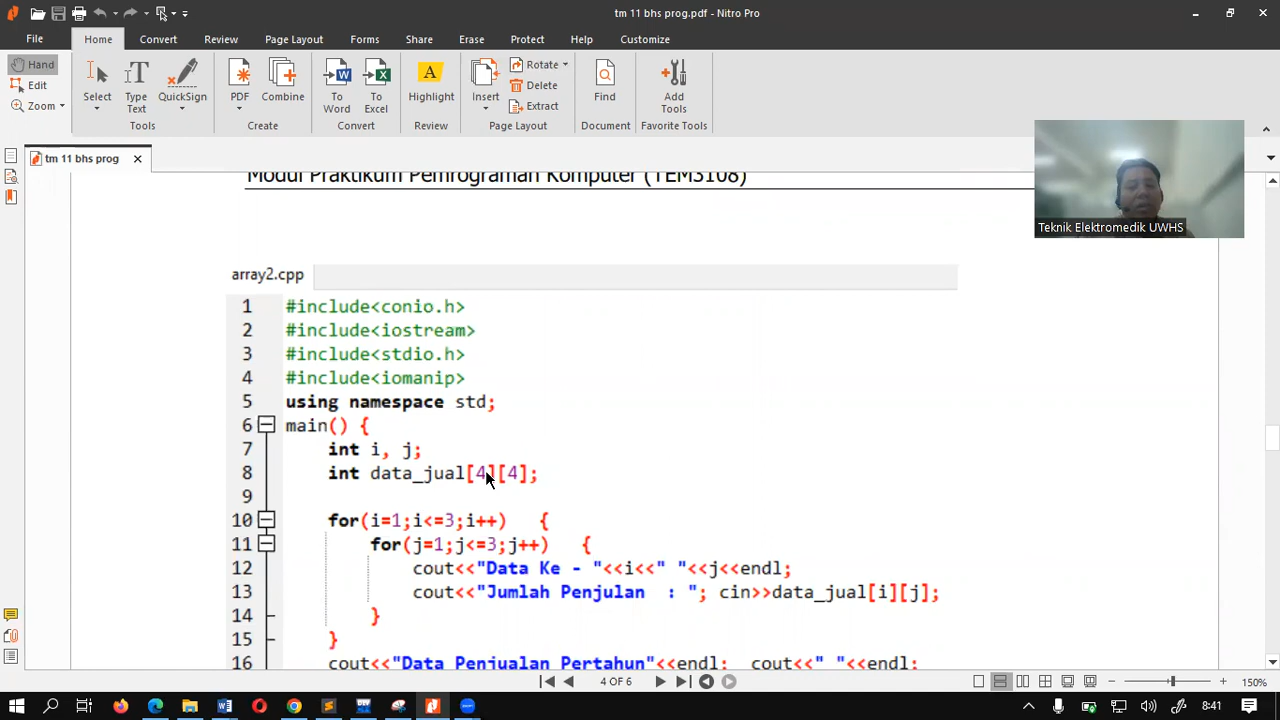 tm 11 bhs prog.pdf - Nitro Pro
File
Home
Convert
Review
Page Layout
Forms
Share
Erase
Protect
Help
Customize
Hand
Edit
Zoom
Select
Type Text
QuickSign
Tools
PDF
Combine
Create
To Word
To Excel
Convert
Highlight
Review
Insert
Rotate
Delete
Extract
Page Layout
Find
Document
Add Tools
Favorite Tools
tm 11 bhs prog
Teknik Elektromedik UWHS
Modul Praktikum Pemrograman Komputer (TEM3108)
array2.cpp
1 #include<conio.h>
2 #include<iostream>
3 #include<stdio.h>
4 #include<iomanip>
5 using namespace std;
6 main() {
7 int i, j;
8 int data_jual[4][4];
9
10 for(i=1;i<=3;i++) {
11 for(j=1;j<=3;j++) {
12 cout<<"Data Ke - "<<i<<" "<<j<<endl;
13 cout<<"Jumlah Penjulan : "; cin>>data_jual[i][j];
14 }
15 }
16 cout<<"Data Penjualan Pertahun"<<endl; cout<<" "<<endl;
4 OF 6
150%
8:41